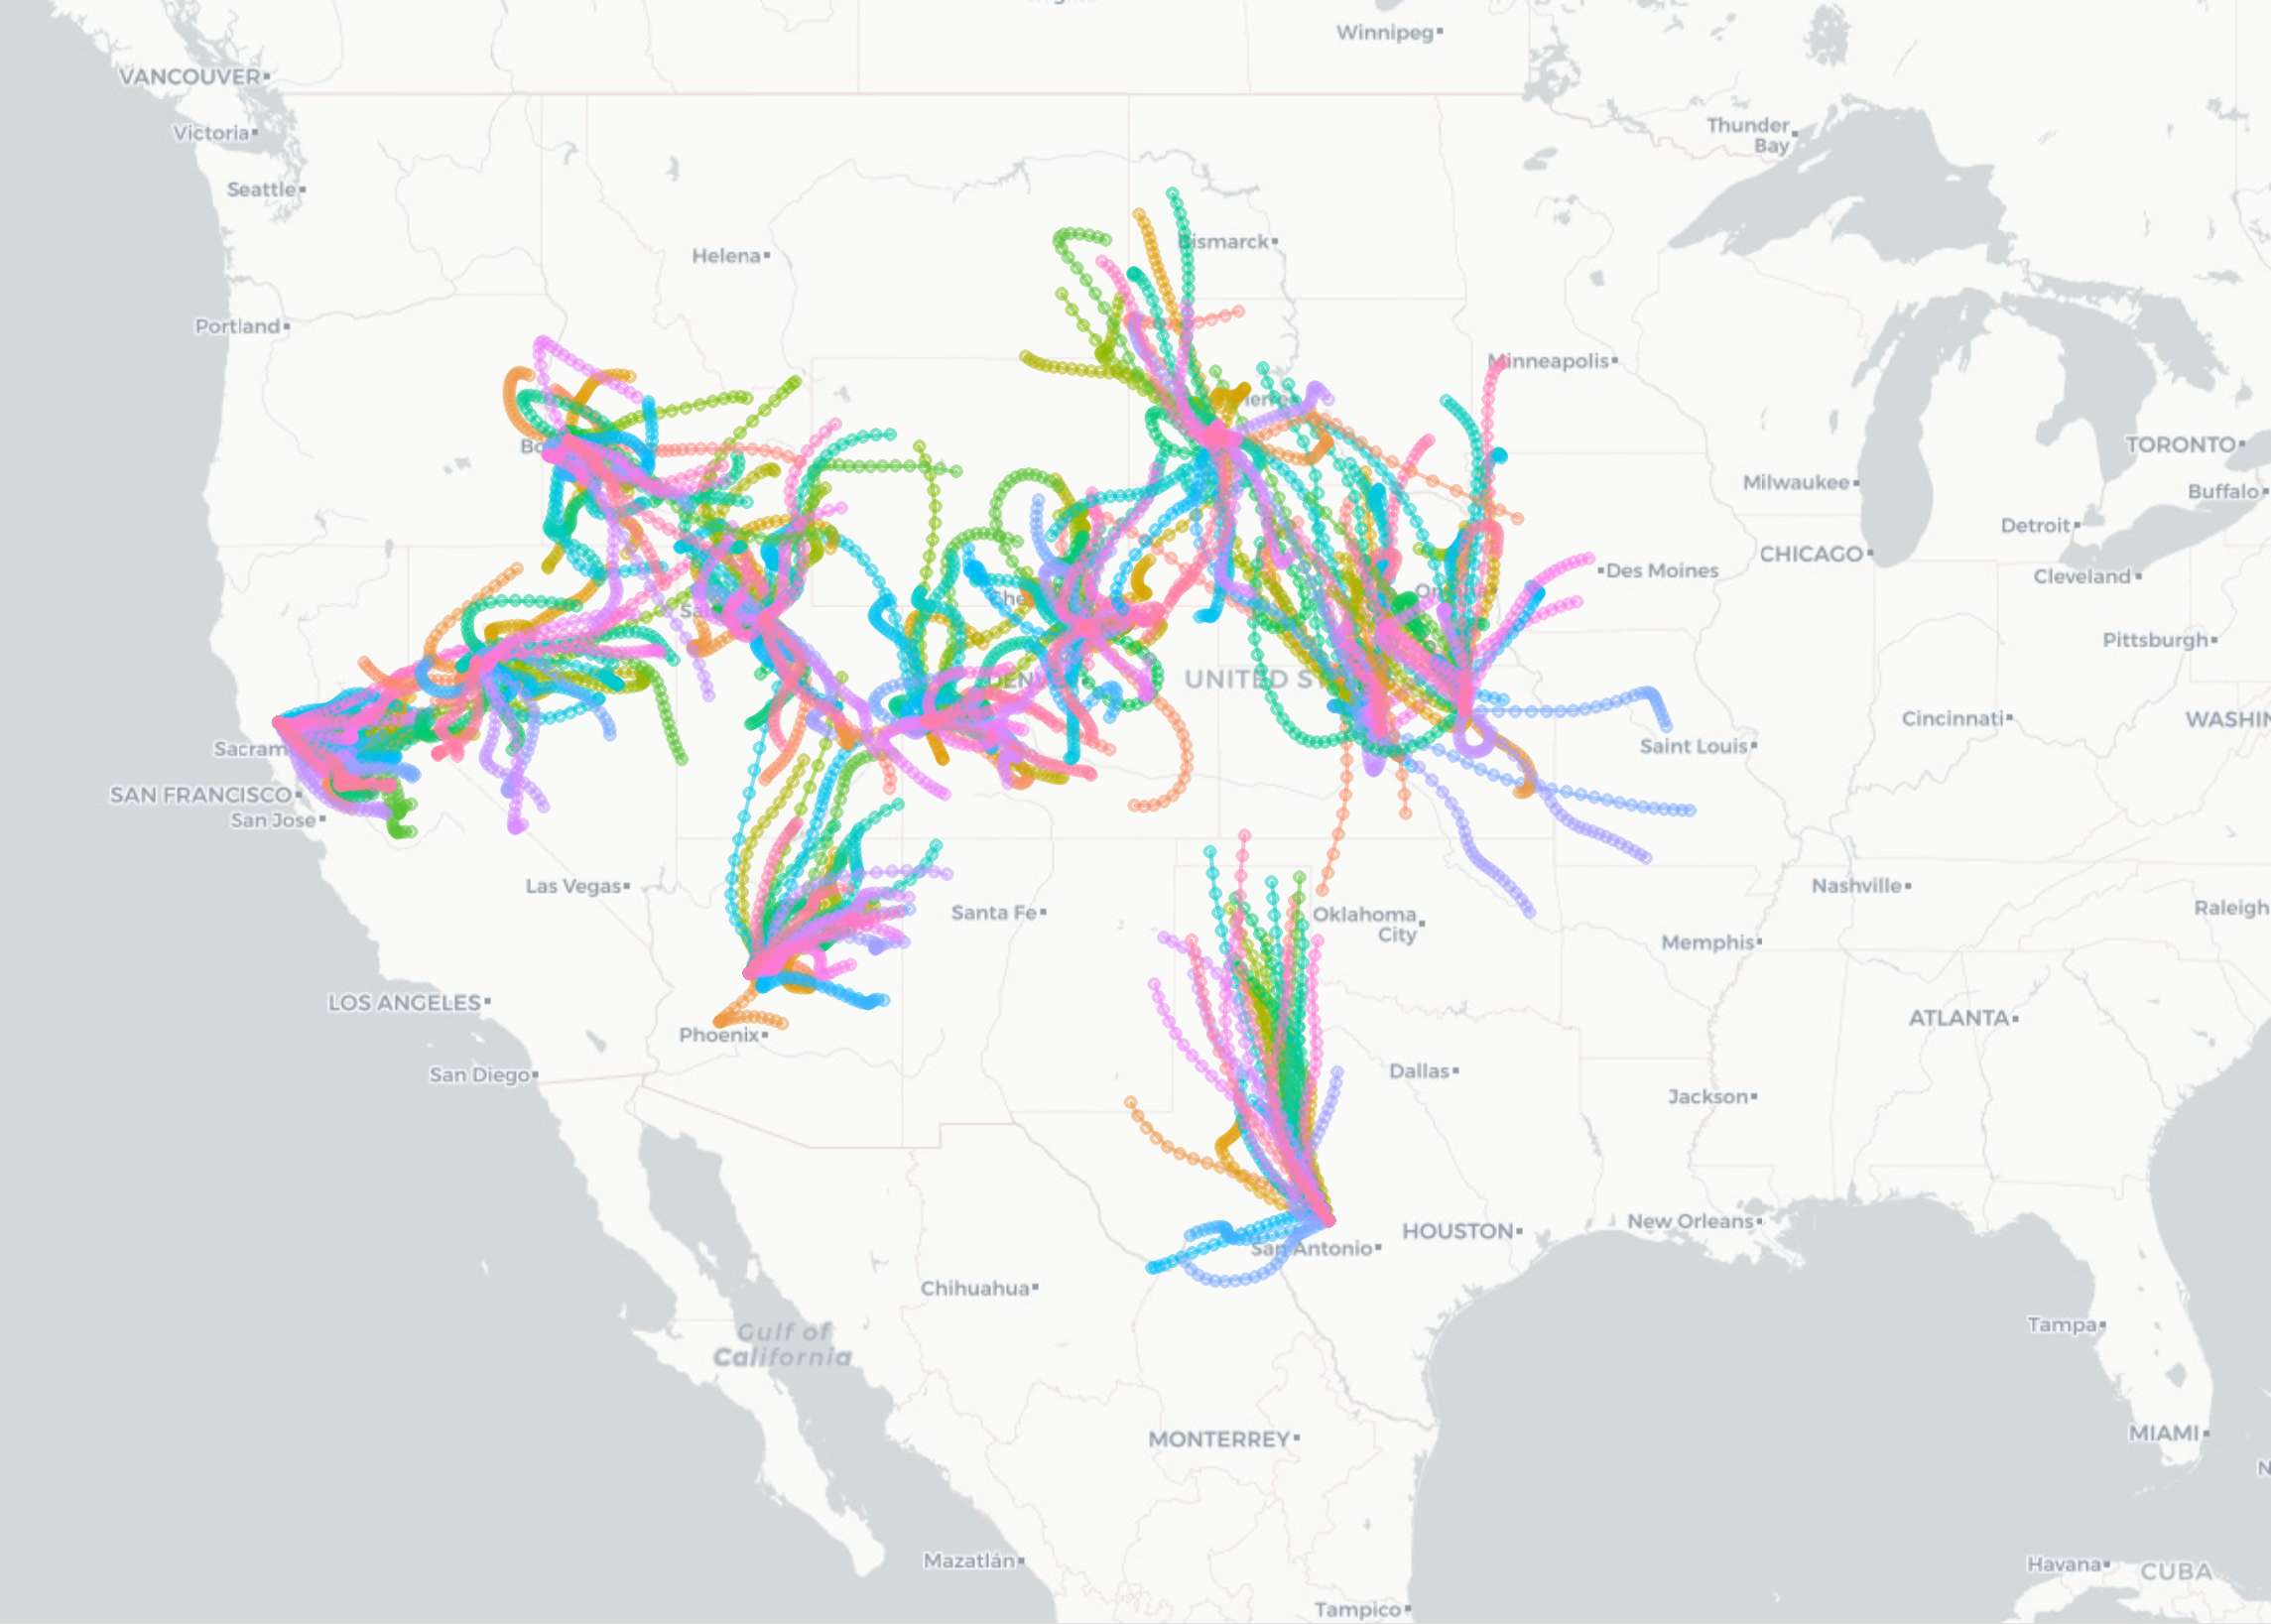 Winnipeg
VANCOUVER
Victoria
Thunder
Bay
Seattle
Bismarck
Helena
Portland
Minneapolis
TORONTO
Milwaukee
Buffalo
Detroit
CHICAGO
Des Moines
Cleveland
Pittsburgh
UNITED ST
DENV
Cincinnati
WASHIN
Saint Louis
Sacram
SAN FRANCISCO
San Jose
Las Vegas
Nashville
Santa Fe
Oklahoma
City
Raleigh
Memphis
LOS ANGELES
Phoenix
ATLANTA
San Diego
Dallas
Jackson
HOUSTON
New Orleans
San Antonio
Chihuahua
Gulf of
California
Tampa
MONTERREY
MIAMI
N
Mazatlán
Havana
CUBA
Tampico